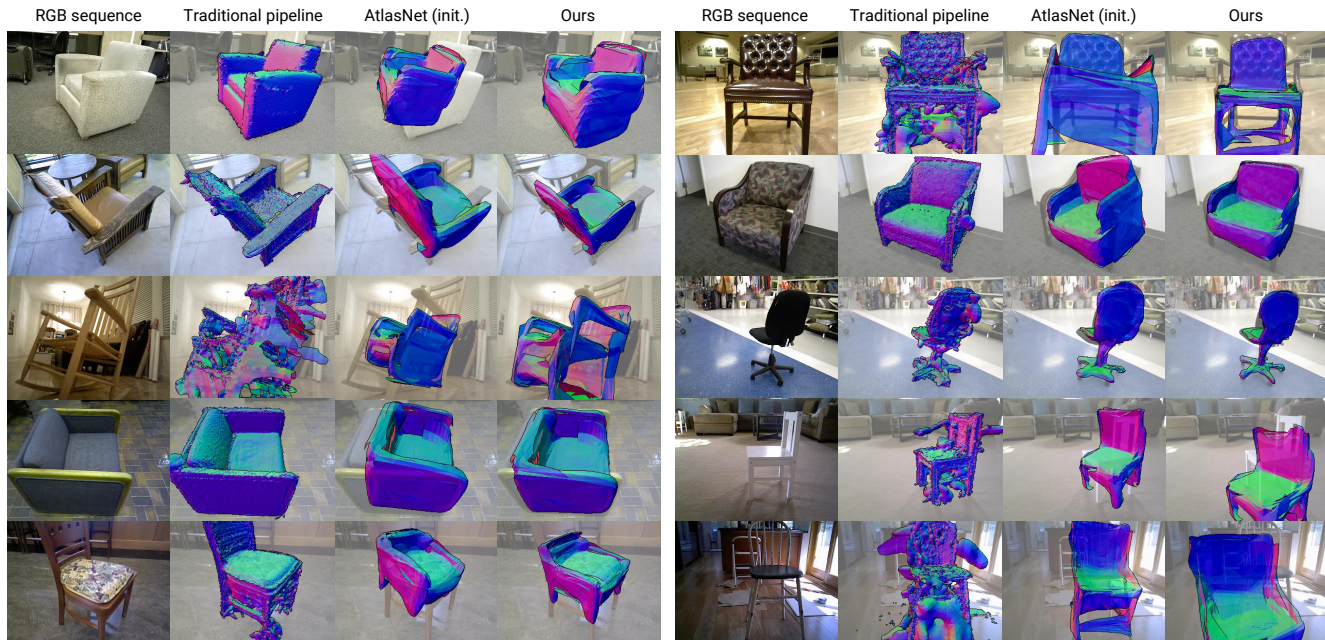 RGB sequence Traditional pipeline AtlasNet (init.) Ours RGB sequence Traditional pipeline AtlasNet (init.) Ours